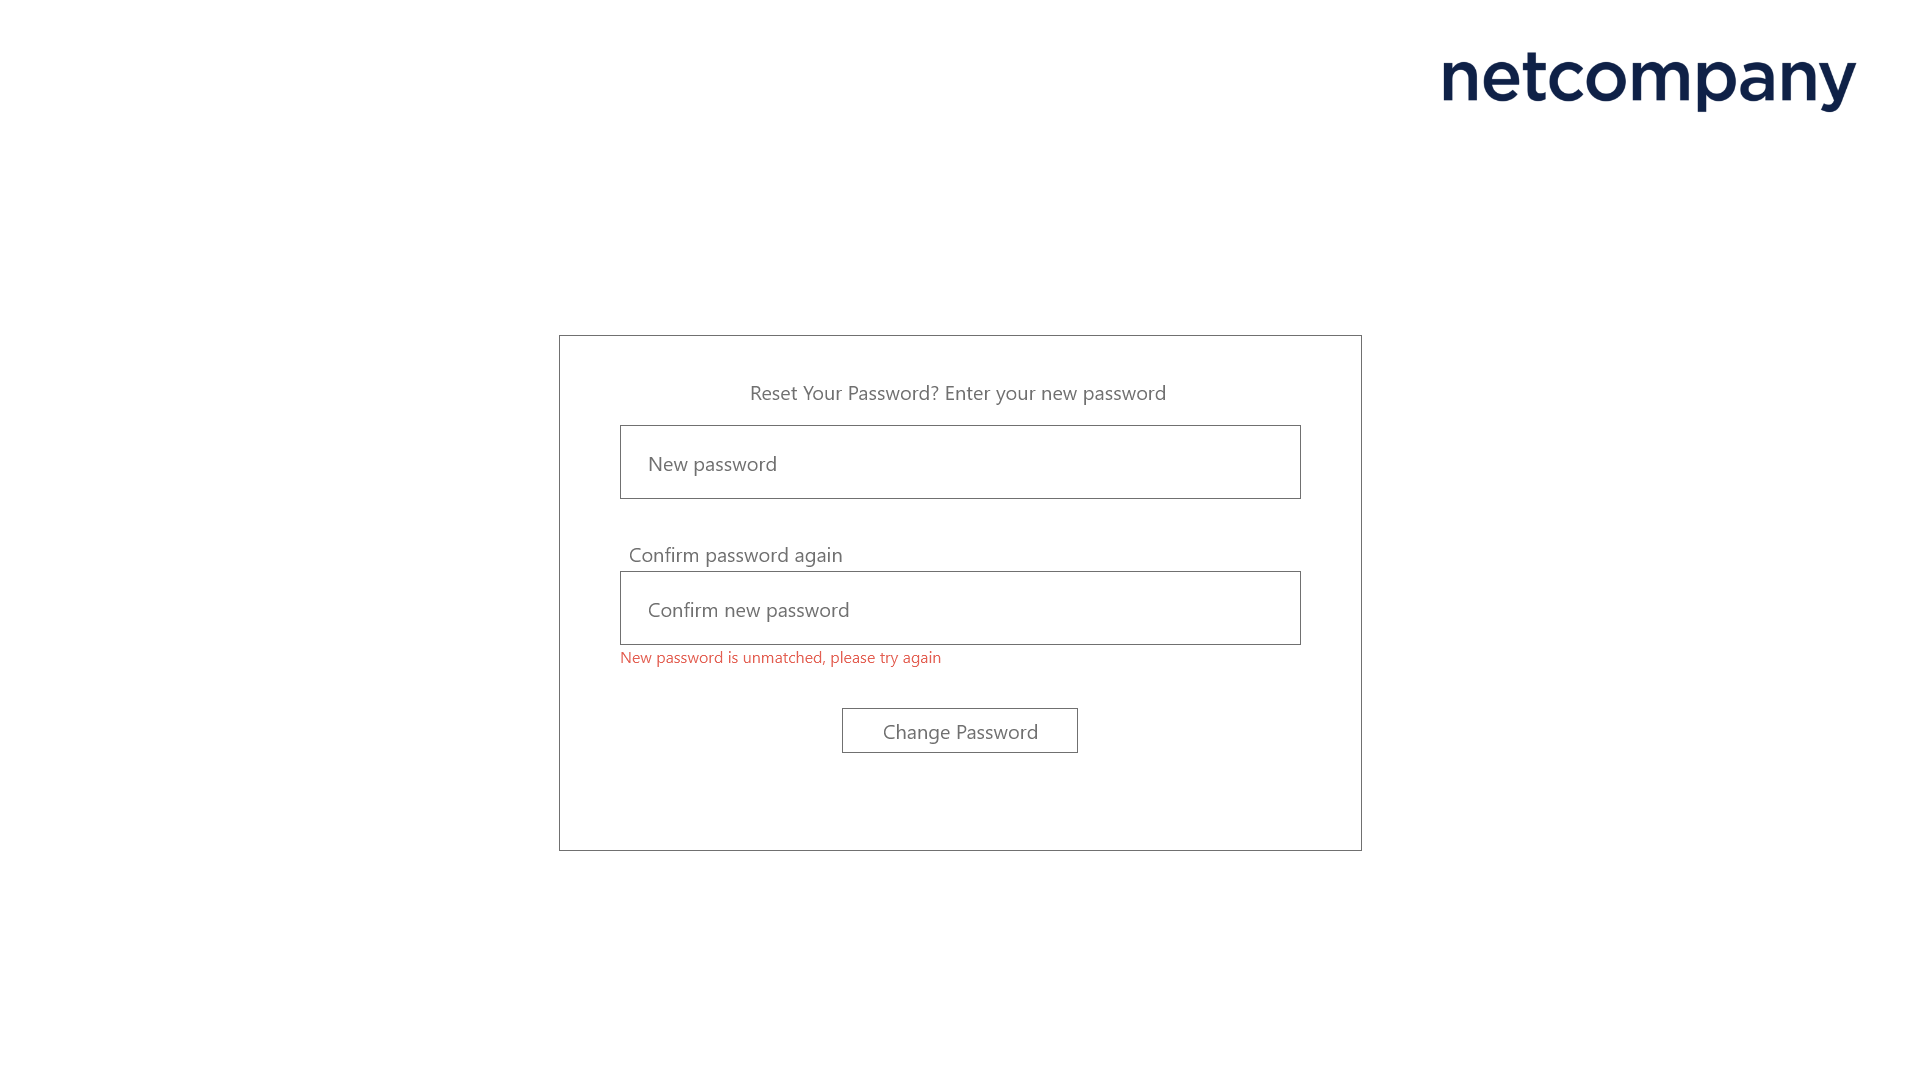 netcompany
Reset Your Password? Enter your new password
New password
Confirm password again
Confirm new password
New password is unmatched, please try again
Change Password